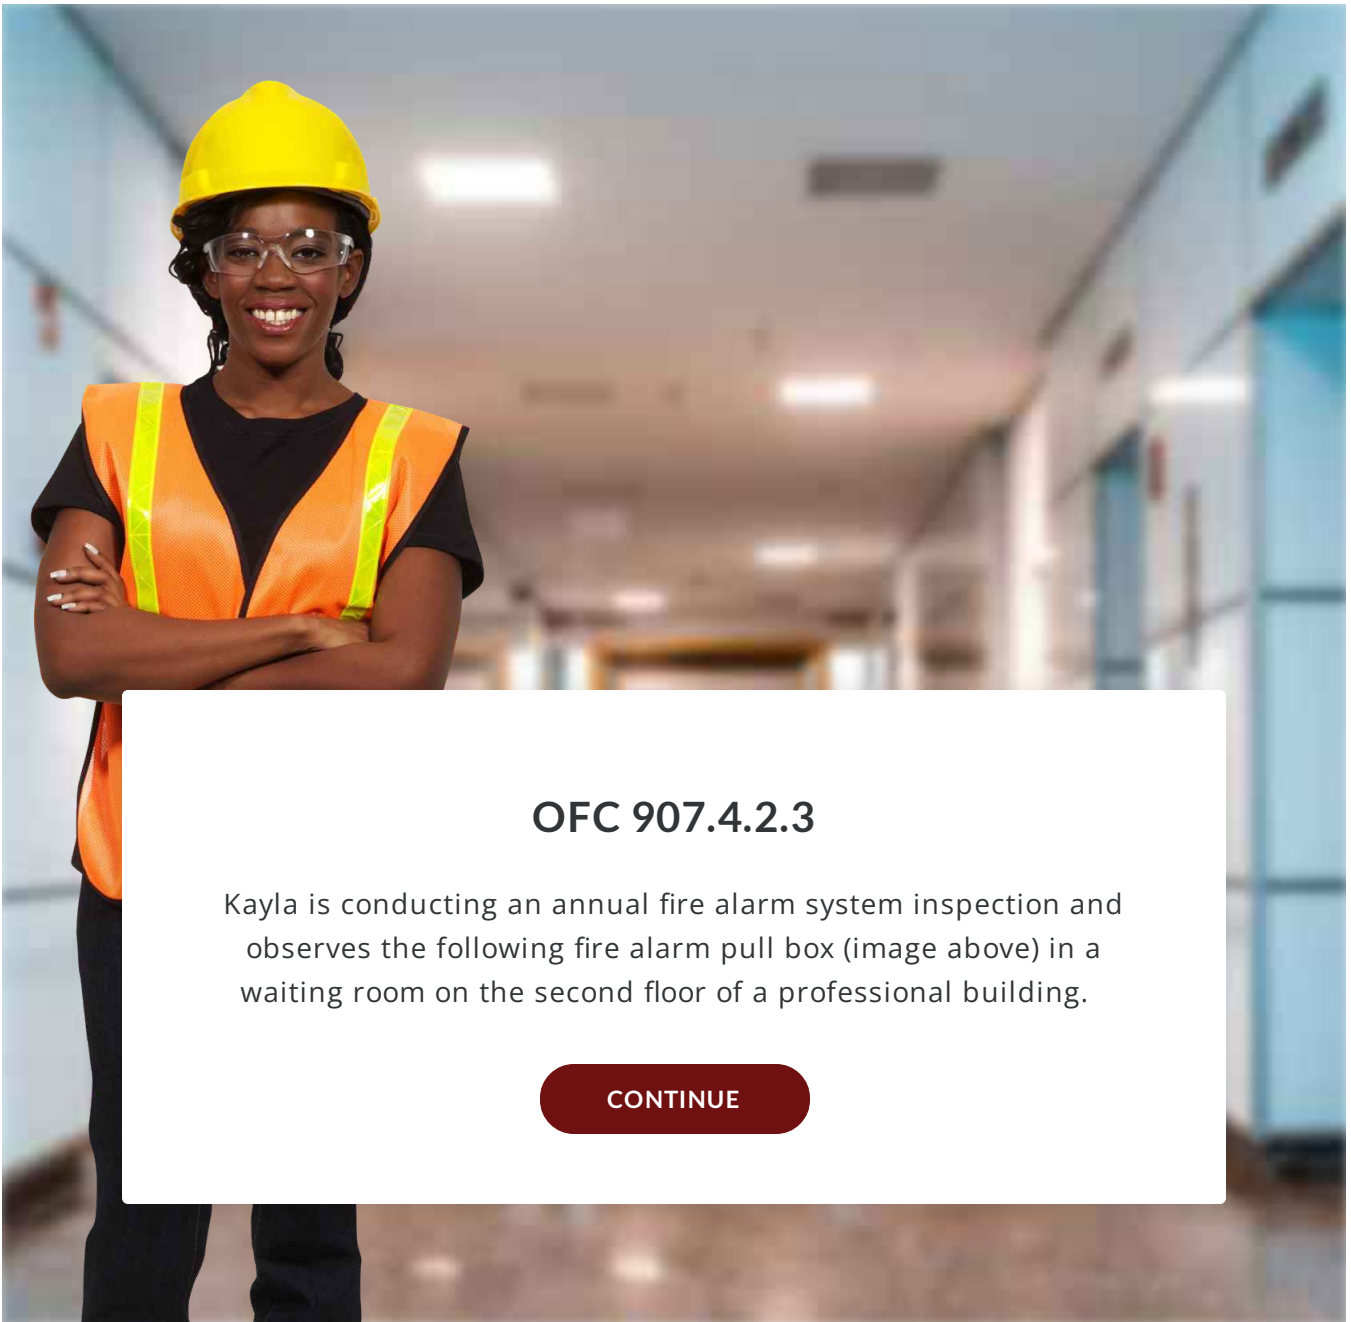 OFC 907.4.2.3
Kayla is conducting an annual fire alarm system inspection and
observes the following fire alarm pull box (image above) in a
waiting room on the second floor of a professional building.
CONTINUE